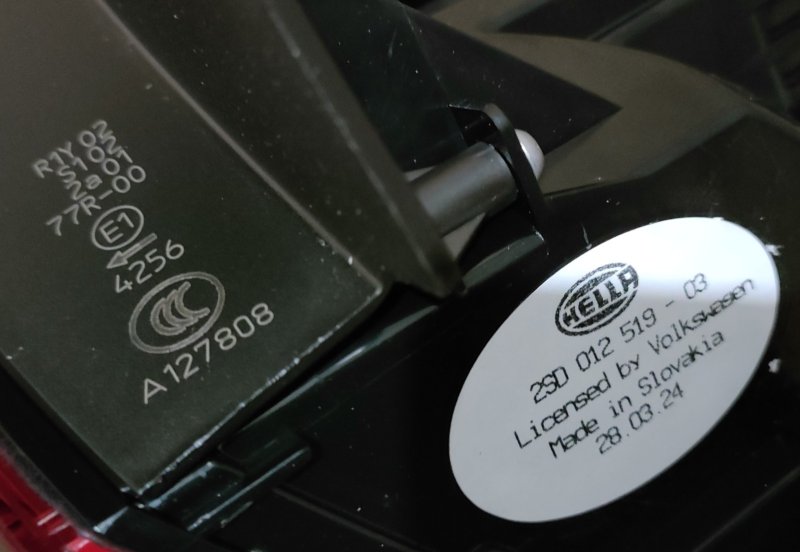 R1Y 02
S1 02
2a 01
77R-00
E1
4256
CCC
A127808
HELLA
2SD 012 519 - 03
Licensed by Volkswagen
Made in Slovakia
28.03.24